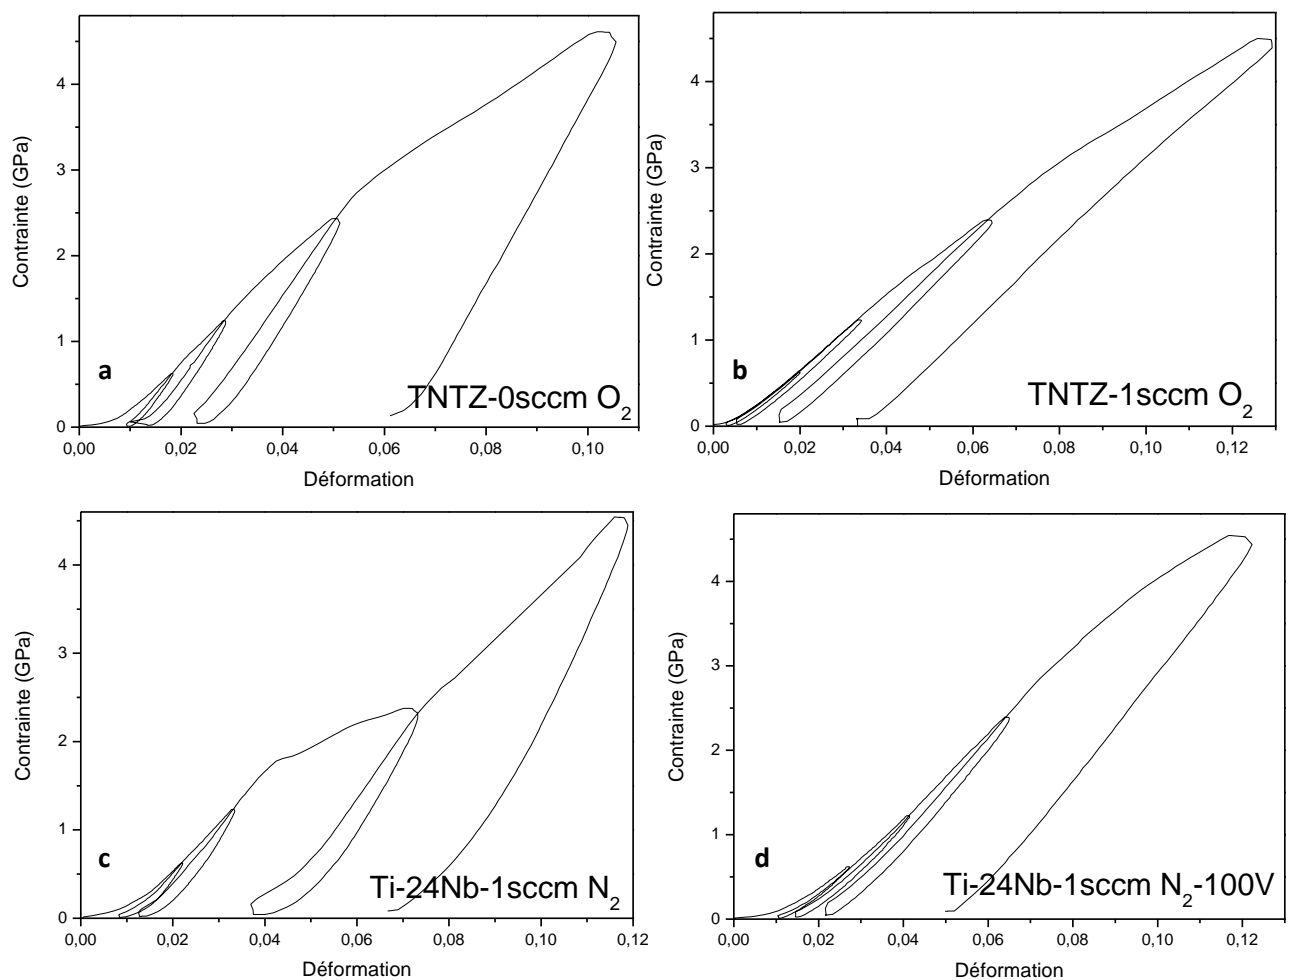 4
3
2
1
0
Contrainte (GPa)
a
TNTZ-0sccm O2
0,00 0,02 0,04 0,06 0,08 0,10
Déformation
4
3
2
1
0
Contrainte (GPa)
b
TNTZ-1sccm O2
0,00 0,02 0,04 0,06 0,08 0,10 0,12
Déformation
4
3
2
1
0
Contrainte (GPa)
c
Ti-24Nb-1sccm N2
0,00 0,02 0,04 0,06 0,08 0,10 0,12
Déformation
4
3
2
1
0
Contrainte (GPa)
d
Ti-24Nb-1sccm N2-100V
0,00 0,02 0,04 0,06 0,08 0,10 0,12
Déformation